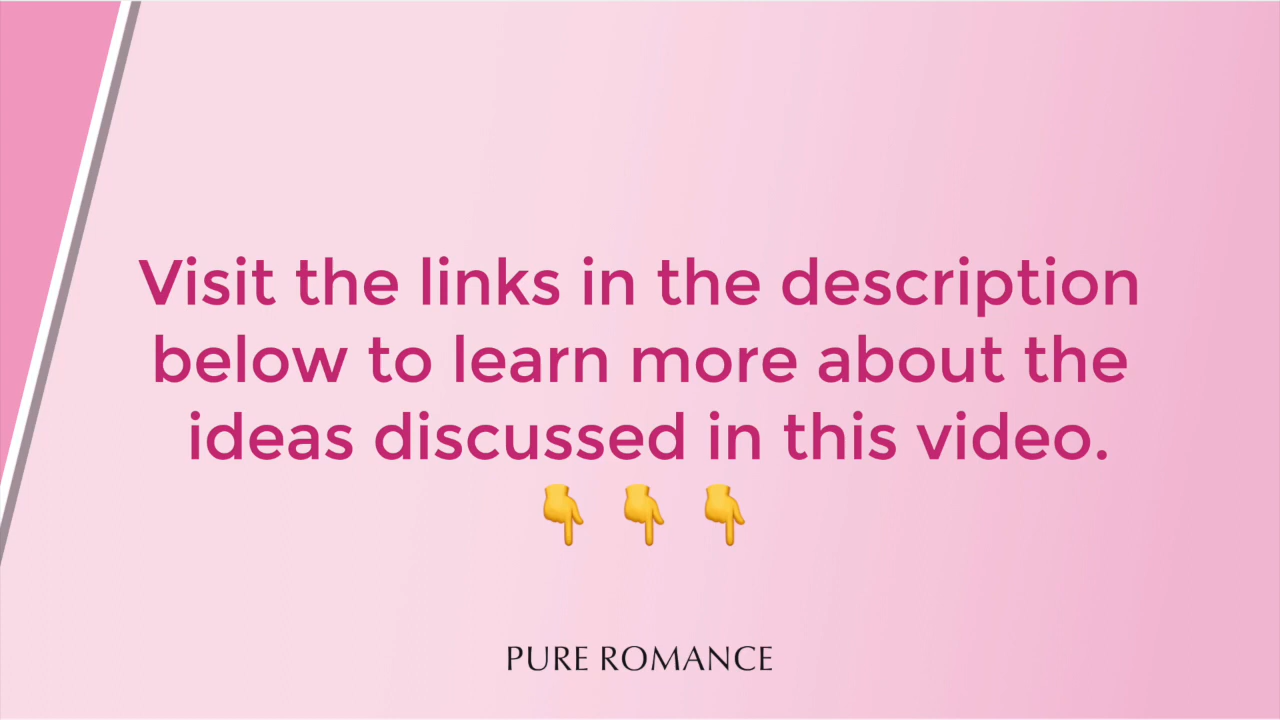 Visit the links in the description
below to learn more about the
ideas discussed in this video.
👇 👇 👇
PURE ROMANCE